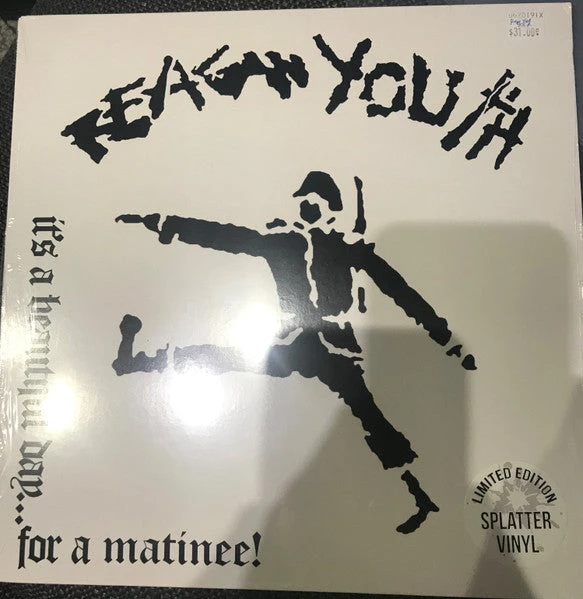 REAGAN YOUTH
it's a beautiful day...
for a matinee!
LIMITED EDITION
SPLATTER
VINYL
$31.00